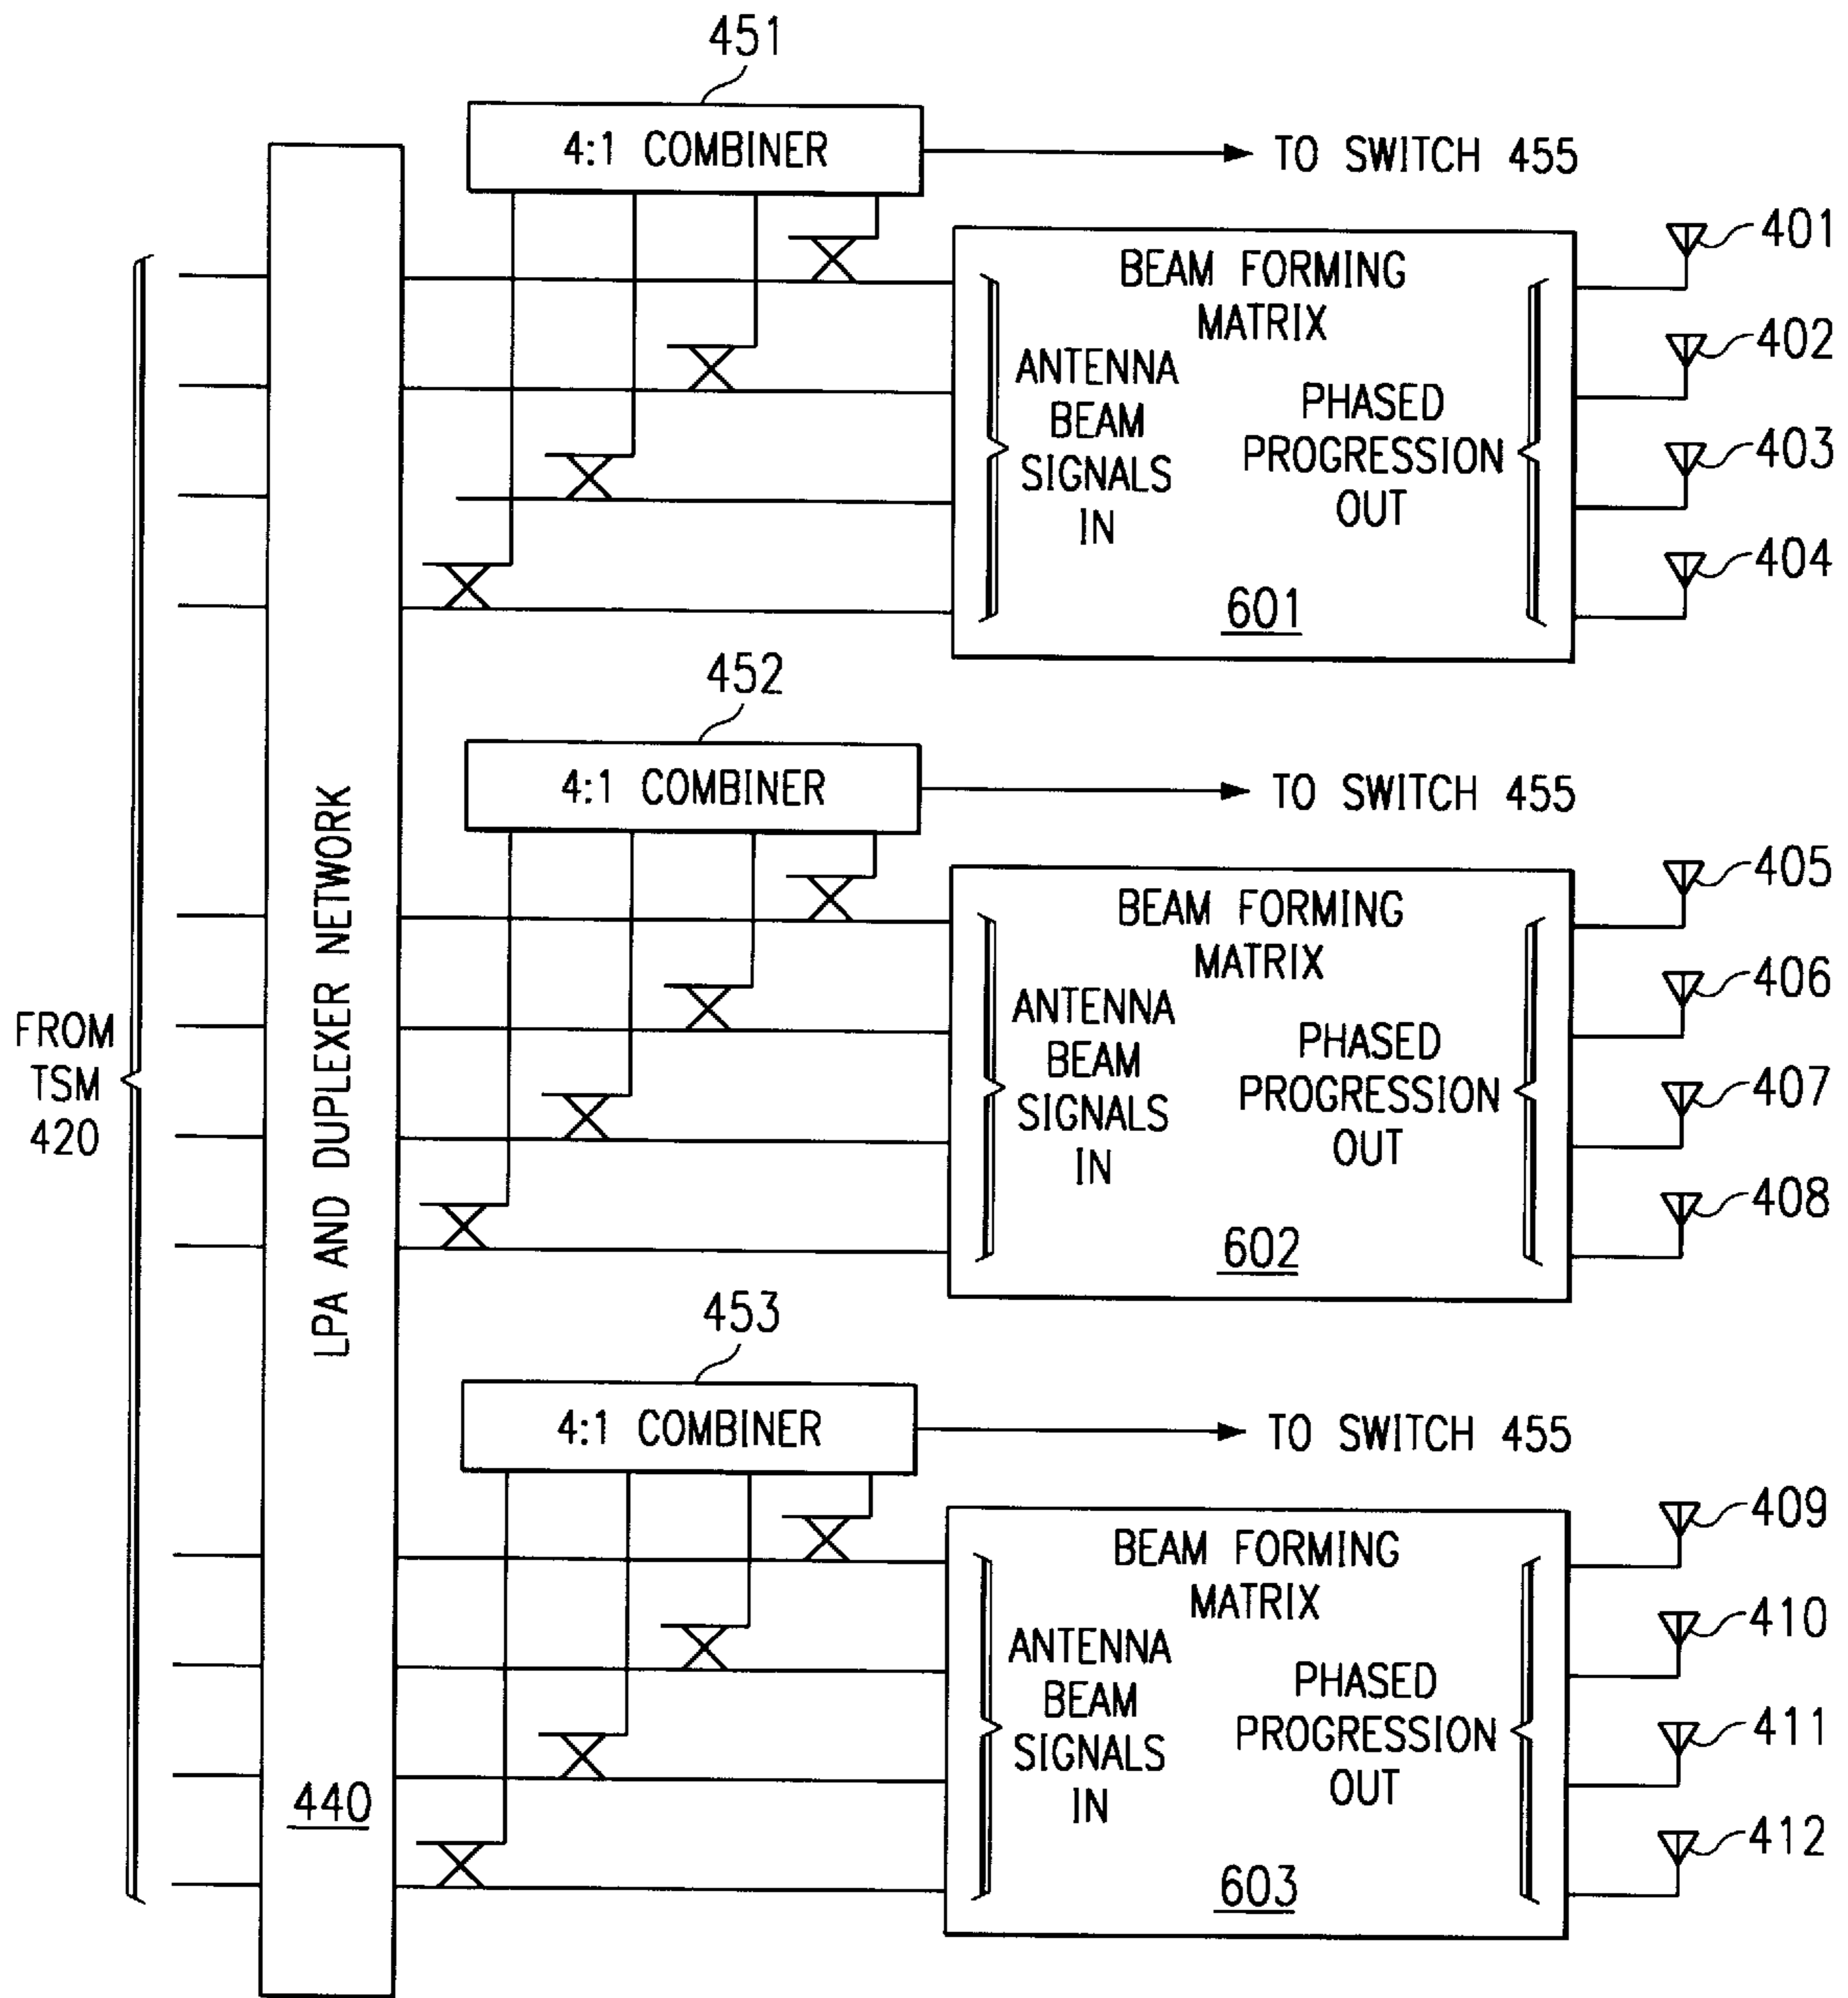 451
4:1 COMBINER
TO SWITCH 455
401
BEAM FORMING
MATRIX
402
ANTENNA
BEAM
SIGNALS
IN
PHASED
PROGRESSION
OUT
403
404
601
452
4:1 COMBINER
TO SWITCH 455
405
BEAM FORMING
MATRIX
406
ANTENNA
BEAM
SIGNALS
IN
PHASED
PROGRESSION
OUT
407
408
602
FROM
TSM
420
LPA AND DUPLEXER NETWORK
440
453
4:1 COMBINER
TO SWITCH 455
409
BEAM FORMING
MATRIX
410
ANTENNA
BEAM
SIGNALS
IN
PHASED
PROGRESSION
OUT
411
412
603